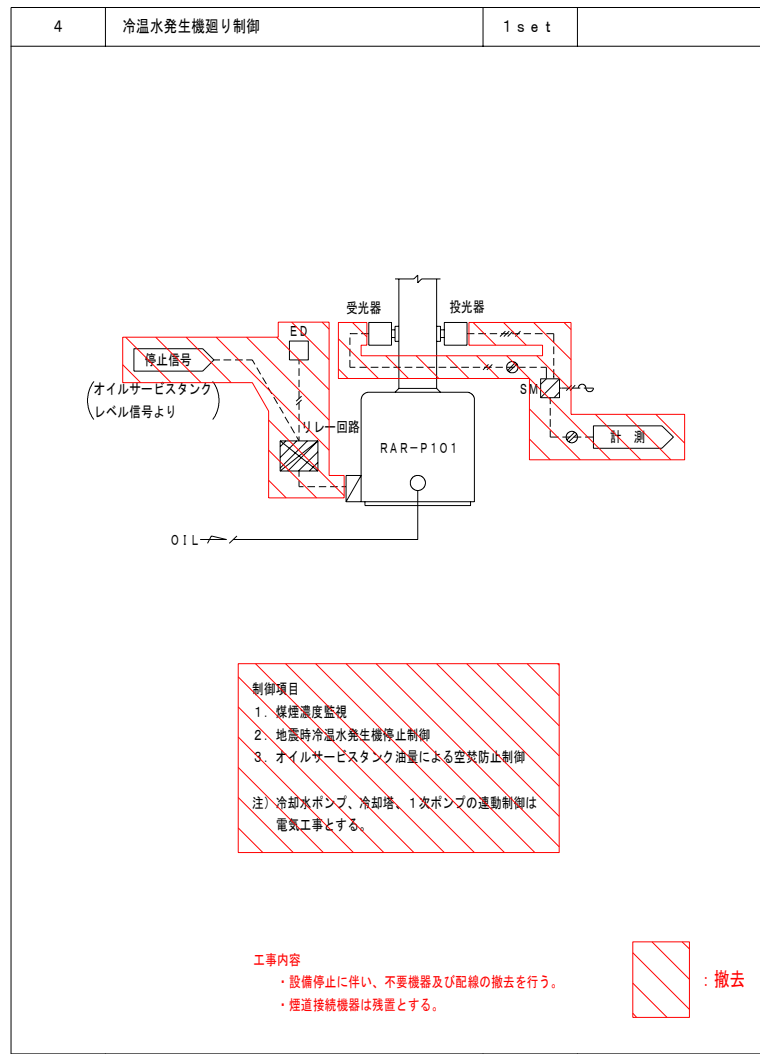 4 冷温水発生機廻り制御 1set
受光器 投光器
ED
停止信号
(オイルサービスタンク
レベル信号より)
SM
リレー回路
計 測
RAR-P101
OIL
制御項目
1. 煤煙濃度監視
2. 地震時冷温水発生機停止制御
3. オイルサービスタンク油量による空焚防止制御
注) 冷却水ポンプ、冷却塔、1次ポンプの連動制御は
電気工事とする。
工事内容
・設備停止に伴い、不要機器及び配線の撤去を行う。
・煙道接続機器は残置とする。
：撤去